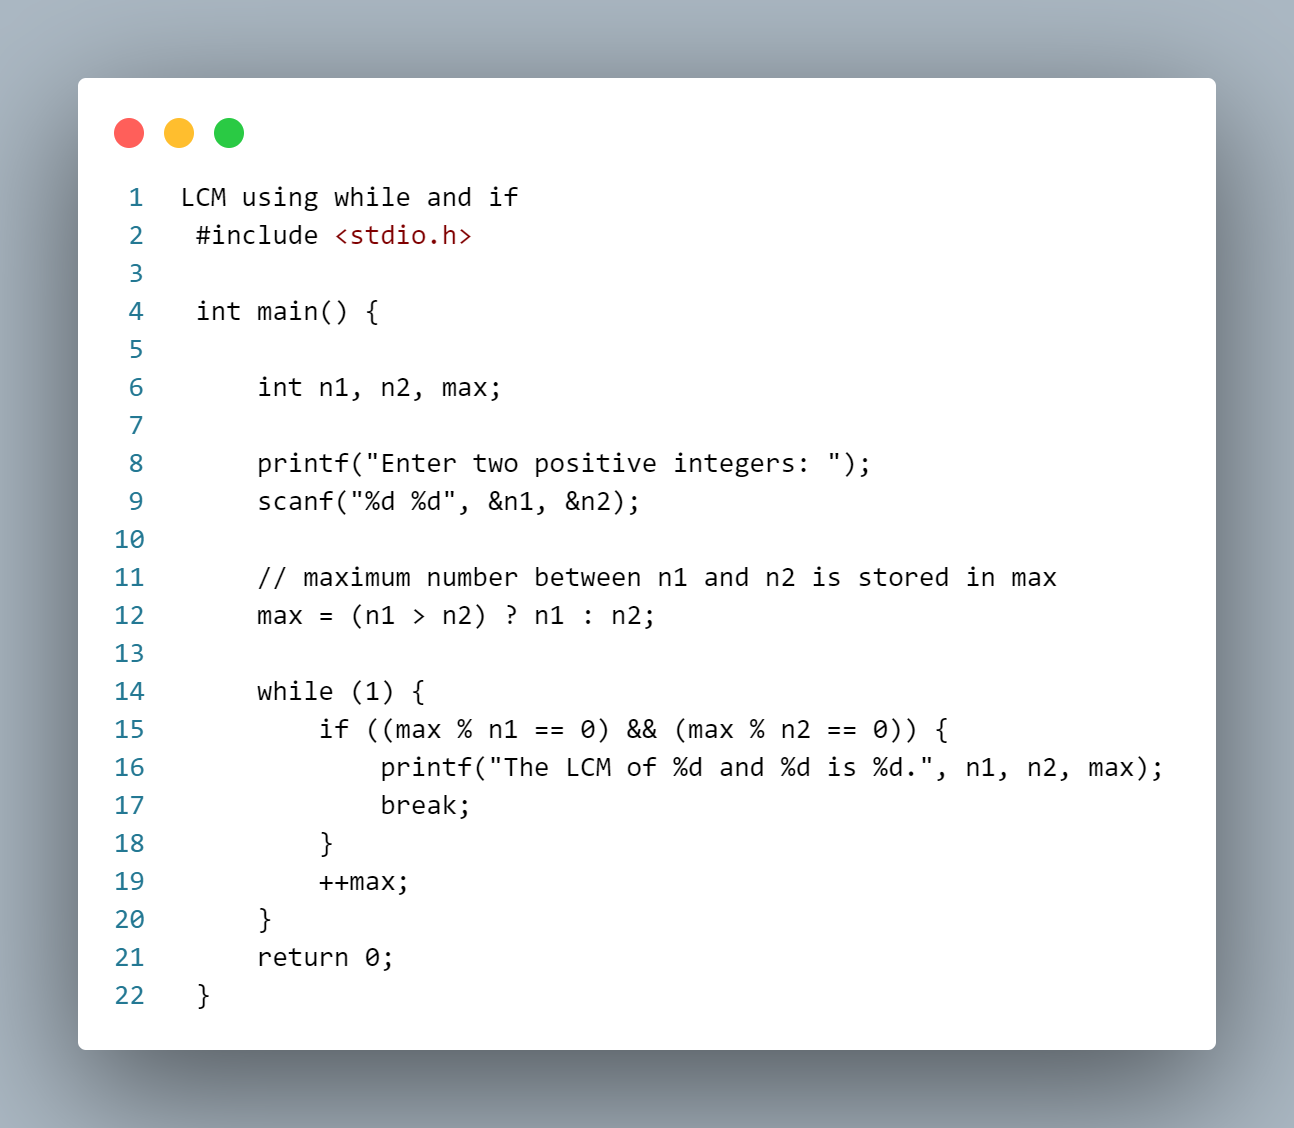 1 LCM using while and if
2  #include <stdio.h>
3
4  int main() {
5
6      int n1, n2, max;
7
8      printf("Enter two positive integers: ");
9      scanf("%d %d", &n1, &n2);
10
11      // maximum number between n1 and n2 is stored in max
12      max = (n1 > n2) ? n1 : n2;
13
14      while (1) {
15          if ((max % n1 == 0) && (max % n2 == 0)) {
16              printf("The LCM of %d and %d is %d.", n1, n2, max);
17              break;
18          }
19          ++max;
20      }
21      return 0;
22  }